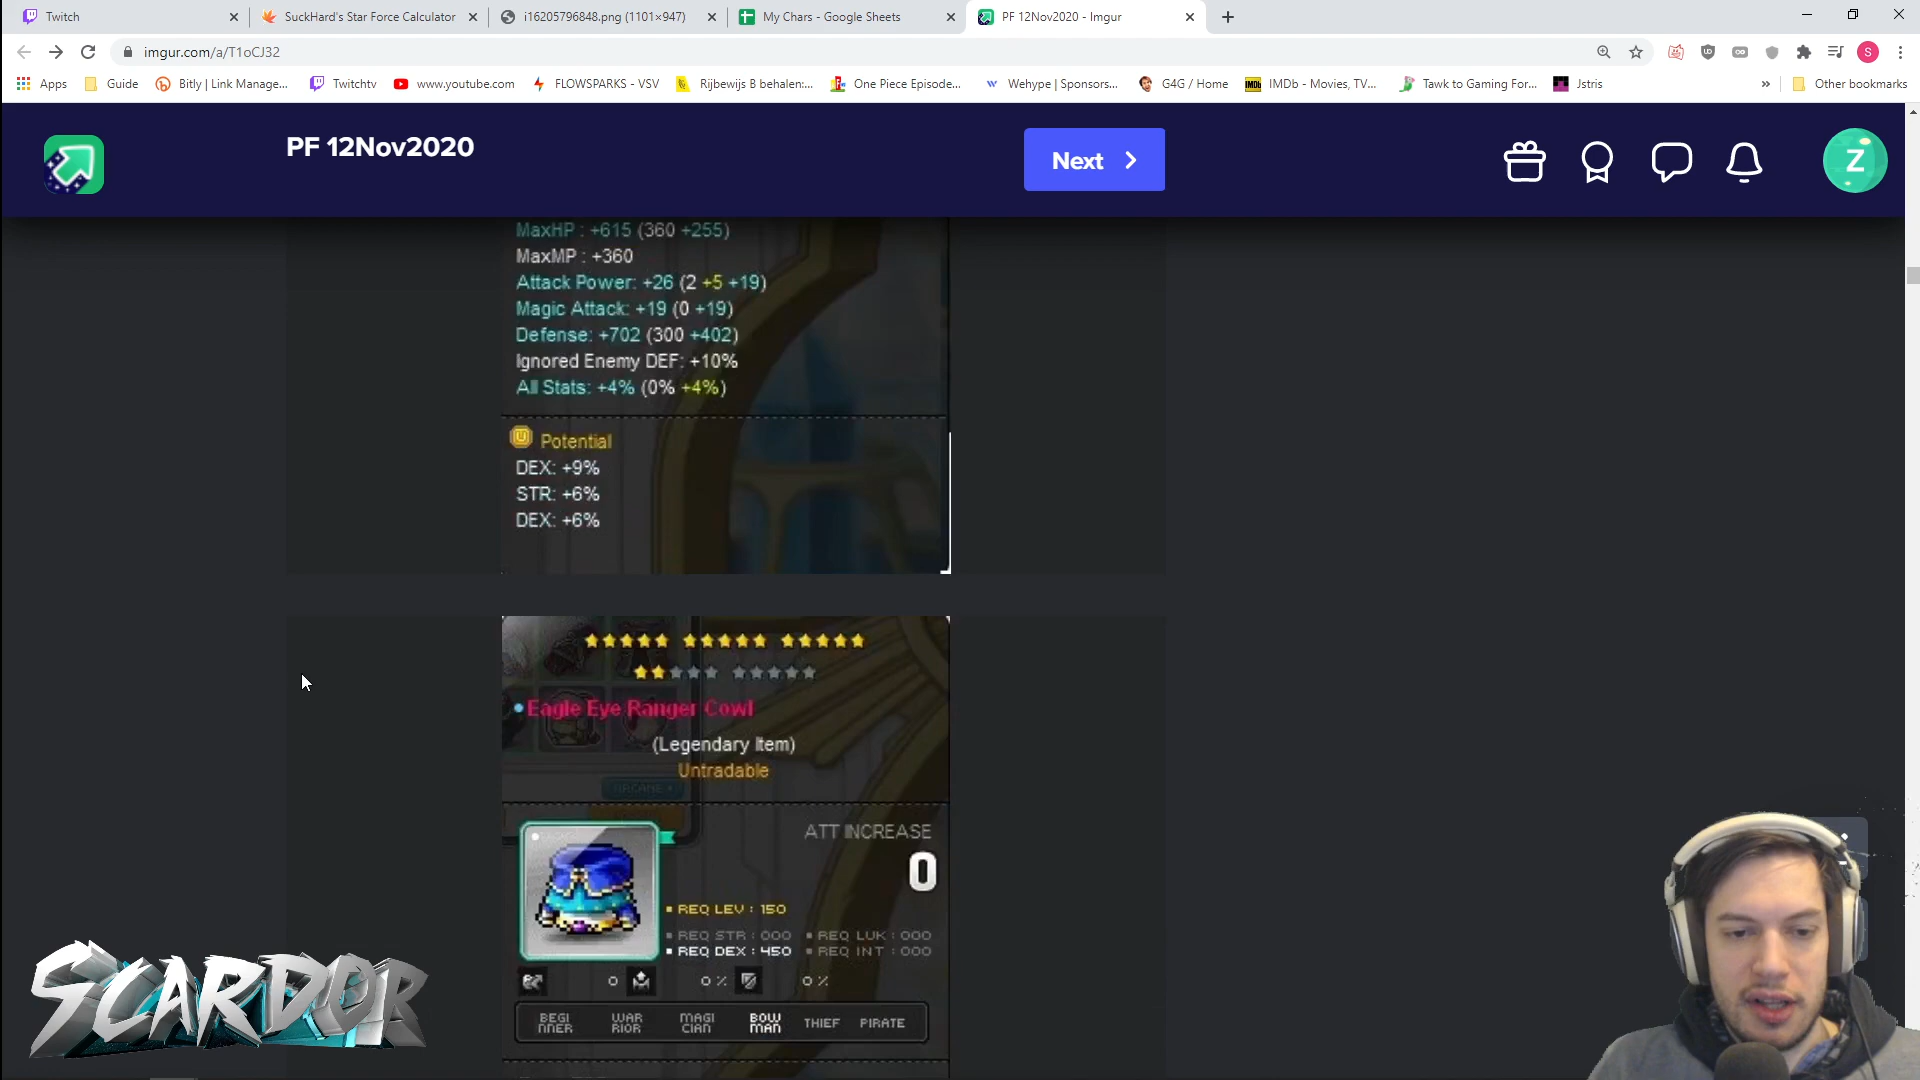 Twitch
SuckHard's Star Force Calculator
i16205796848.png (1101×947)
My Chars - Google Sheets
PF 12Nov2020 - Imgur
imgur.com/a/T1oCJ32
S
Apps
Guide
Bitly | Link Manage...
Twitchtv
www.youtube.com
FLOWSPARKS - VSV
Rijbewijs B behalen:...
One Piece Episode...
Wehype | Sponsors...
G4G / Home
IMDb - Movies, TV...
Tawk to Gaming For...
Jstris
»
Other bookmarks
PF 12Nov2020
Next
Z
MaxHP : +615 (360 +255)
MaxMP : +360
Attack Power: +26 (2 +5 +19)
Magic Attack: +19 (0 +19)
Defense: +702 (300 +402)
Ignored Enemy DEF: +10%
All Stats: +4% (0% +4%)
Potential
DEX: +9%
STR: +6%
DEX: +6%
Eagle Eye Ranger Cowl
(Legendary Item)
Untradable
ATT INCREASE
0
REQ LEV : 150
REQ STR : 000 REQ LUK : 000
REQ DEX : 450 REQ INT : 000
0 0 % 0 %
BEGINNER WARRIOR MAGICIAN BOWMAN THIEF PIRATE
SCARDOR